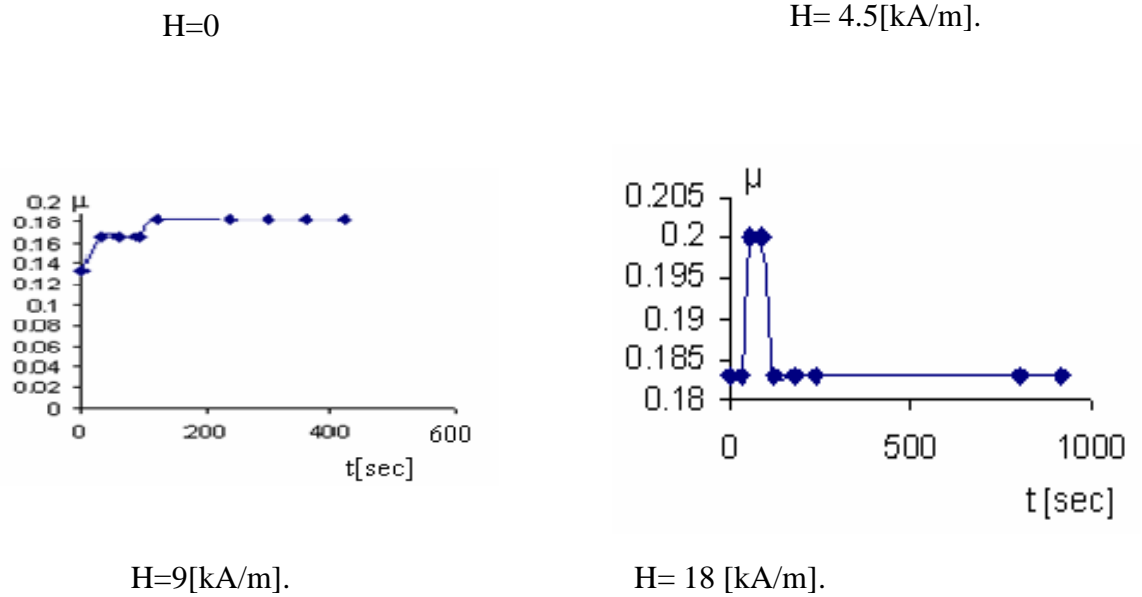 H=0
H= 4.5[kA/m].
0.2 μ
0.18
0.16
0.14
0.12
0.1
0.08
0.06
0.04
0.02
0
0 200 400 600
t[sec]
μ
0.205
0.2
0.195
0.19
0.185
0.18
0 500 1000
t [sec]
H=9[kA/m].
H= 18 [kA/m].